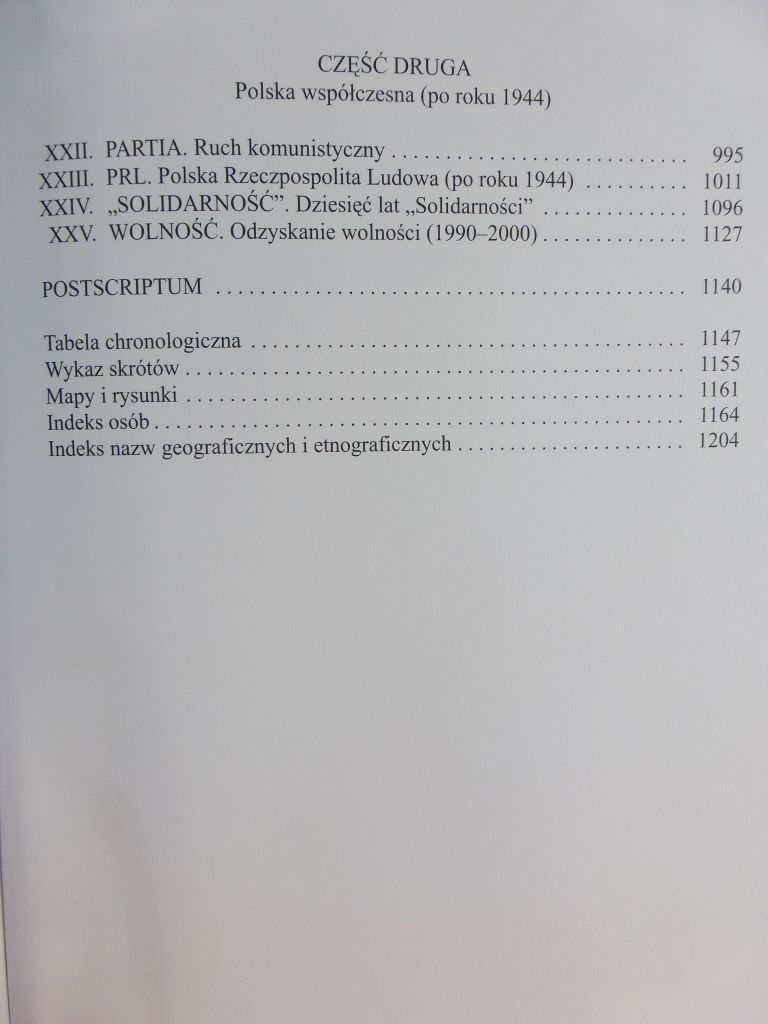 CZĘŚĆ DRUGA
Polska współczesna (po roku 1944)
XXII. PARTIA. Ruch komunistyczny ............................ 995
XXIII. PRL. Polska Rzeczpospolita Ludowa (po roku 1944) .......... 1011
XXIV. „SOLIDARNOŚĆ”. Dziesięć lat „Solidarności” .............. 1096
XXV. WOLNOŚĆ. Odzyskanie wolności (1990–2000) .............. 1127
POSTSCRIPTUM ............................................ 1140
Tabela chronologiczna ........................................ 1147
Wykaz skrótów .............................................. 1155
Mapy i rysunki .............................................. 1161
Indeks osób ................................................. 1164
Indeks nazw geograficznych i etnograficznych ..................... 1204